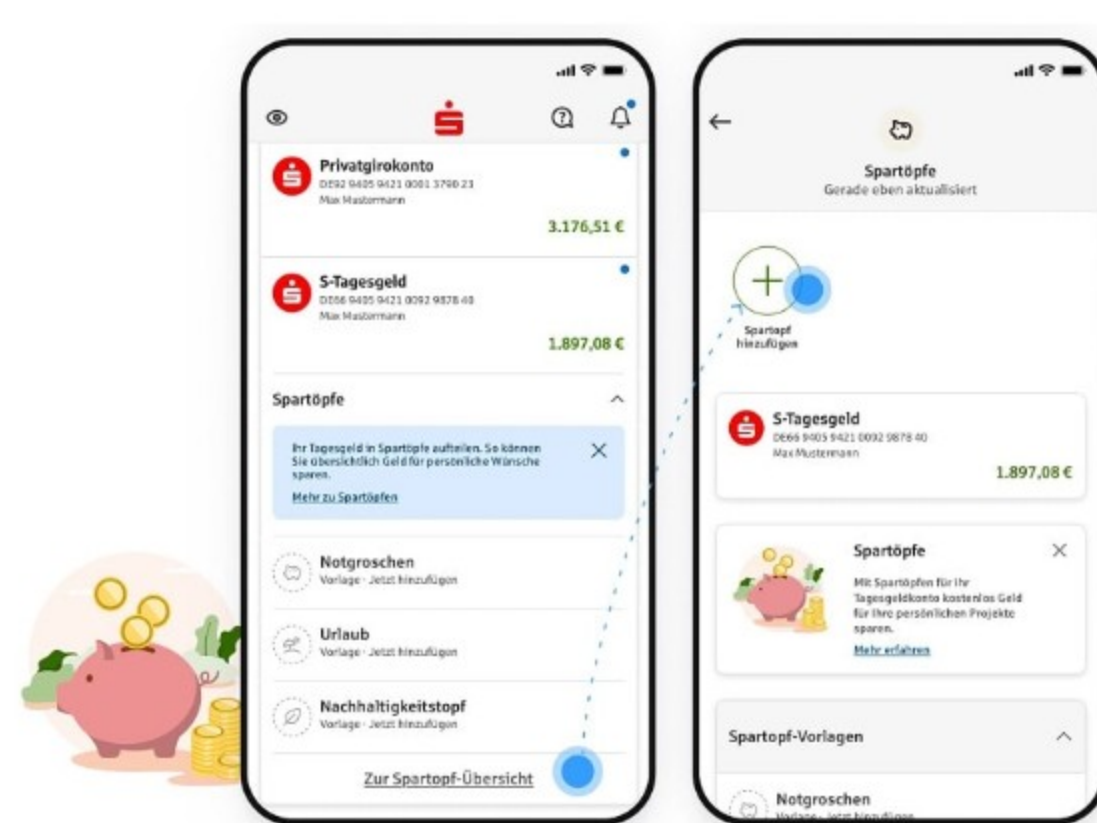 Privatgirokonto
DE92 9405 9421 0001 3790 23
Max Mustermann
3.176,51 €
S-Tagesgeld
DE66 9405 9421 0092 9878 40
Max Mustermann
1.897,08 €
Spartöpfe
Ihr Tagesgeld in Spartöpfe aufteilen. So können
Sie übersichtlich Geld für persönliche Wünsche
sparen.
Mehr zu Spartöpfen
Notgroschen
Vorlage · Jetzt hinzufügen
Urlaub
Vorlage · Jetzt hinzufügen
Nachhaltigkeitstopf
Vorlage · Jetzt hinzufügen
Zur Spartopf-Übersicht
Spartöpfe
Gerade eben aktualisiert
Spartopf
hinzufügen
S-Tagesgeld
DE66 9405 9421 0092 9878 40
Max Mustermann
1.897,08 €
Spartöpfe
Mit Spartöpfen für Ihr
Tagesgeldkonto kostenlos Geld
für Ihre persönlichen Projekte
sparen.
Mehr erfahren
Spartopf-Vorlagen
Notgroschen
Vorlage · Jetzt hinzufügen